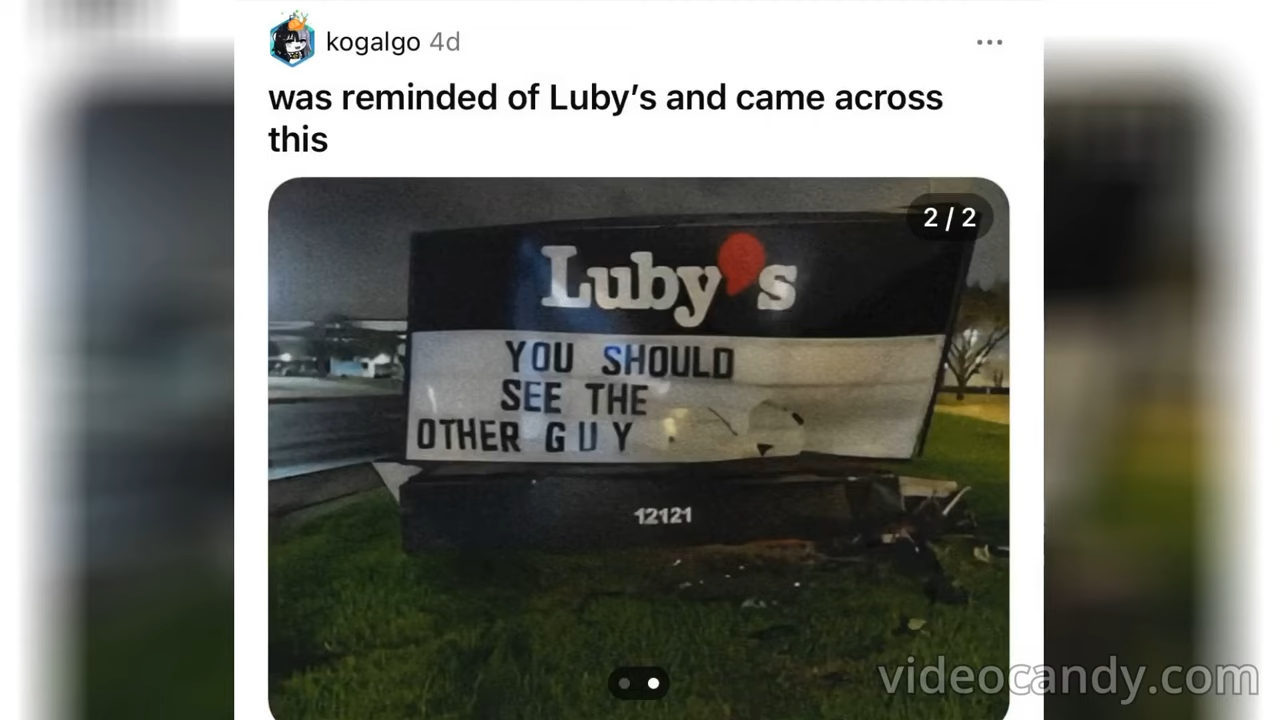 kogalgo 4d
was reminded of Luby’s and came across
this
2 / 2
Luby's
YOU SHOULD
SEE THE
OTHER GUY
12121
videocandy.com